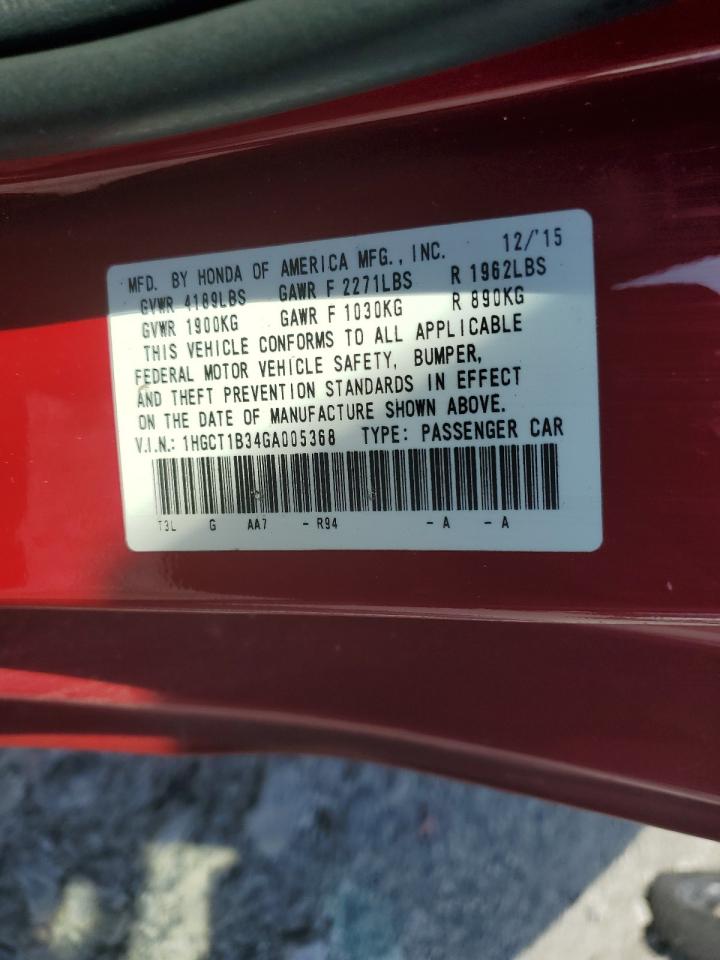 MFD. BY HONDA OF AMERICA MFG., INC. 12/'15
GVWR 4189LBS GAWR F 2271LBS R 1962LBS
GVWR 1900KG GAWR F 1030KG R 890KG
THIS VEHICLE CONFORMS TO ALL APPLICABLE
FEDERAL MOTOR VEHICLE SAFETY, BUMPER,
AND THEFT PREVENTION STANDARDS IN EFFECT
ON THE DATE OF MANUFACTURE SHOWN ABOVE.
V.I.N.: 1HGCT1B34GA005368 TYPE: PASSENGER CAR
T3L G AA7 - R94 - A - A